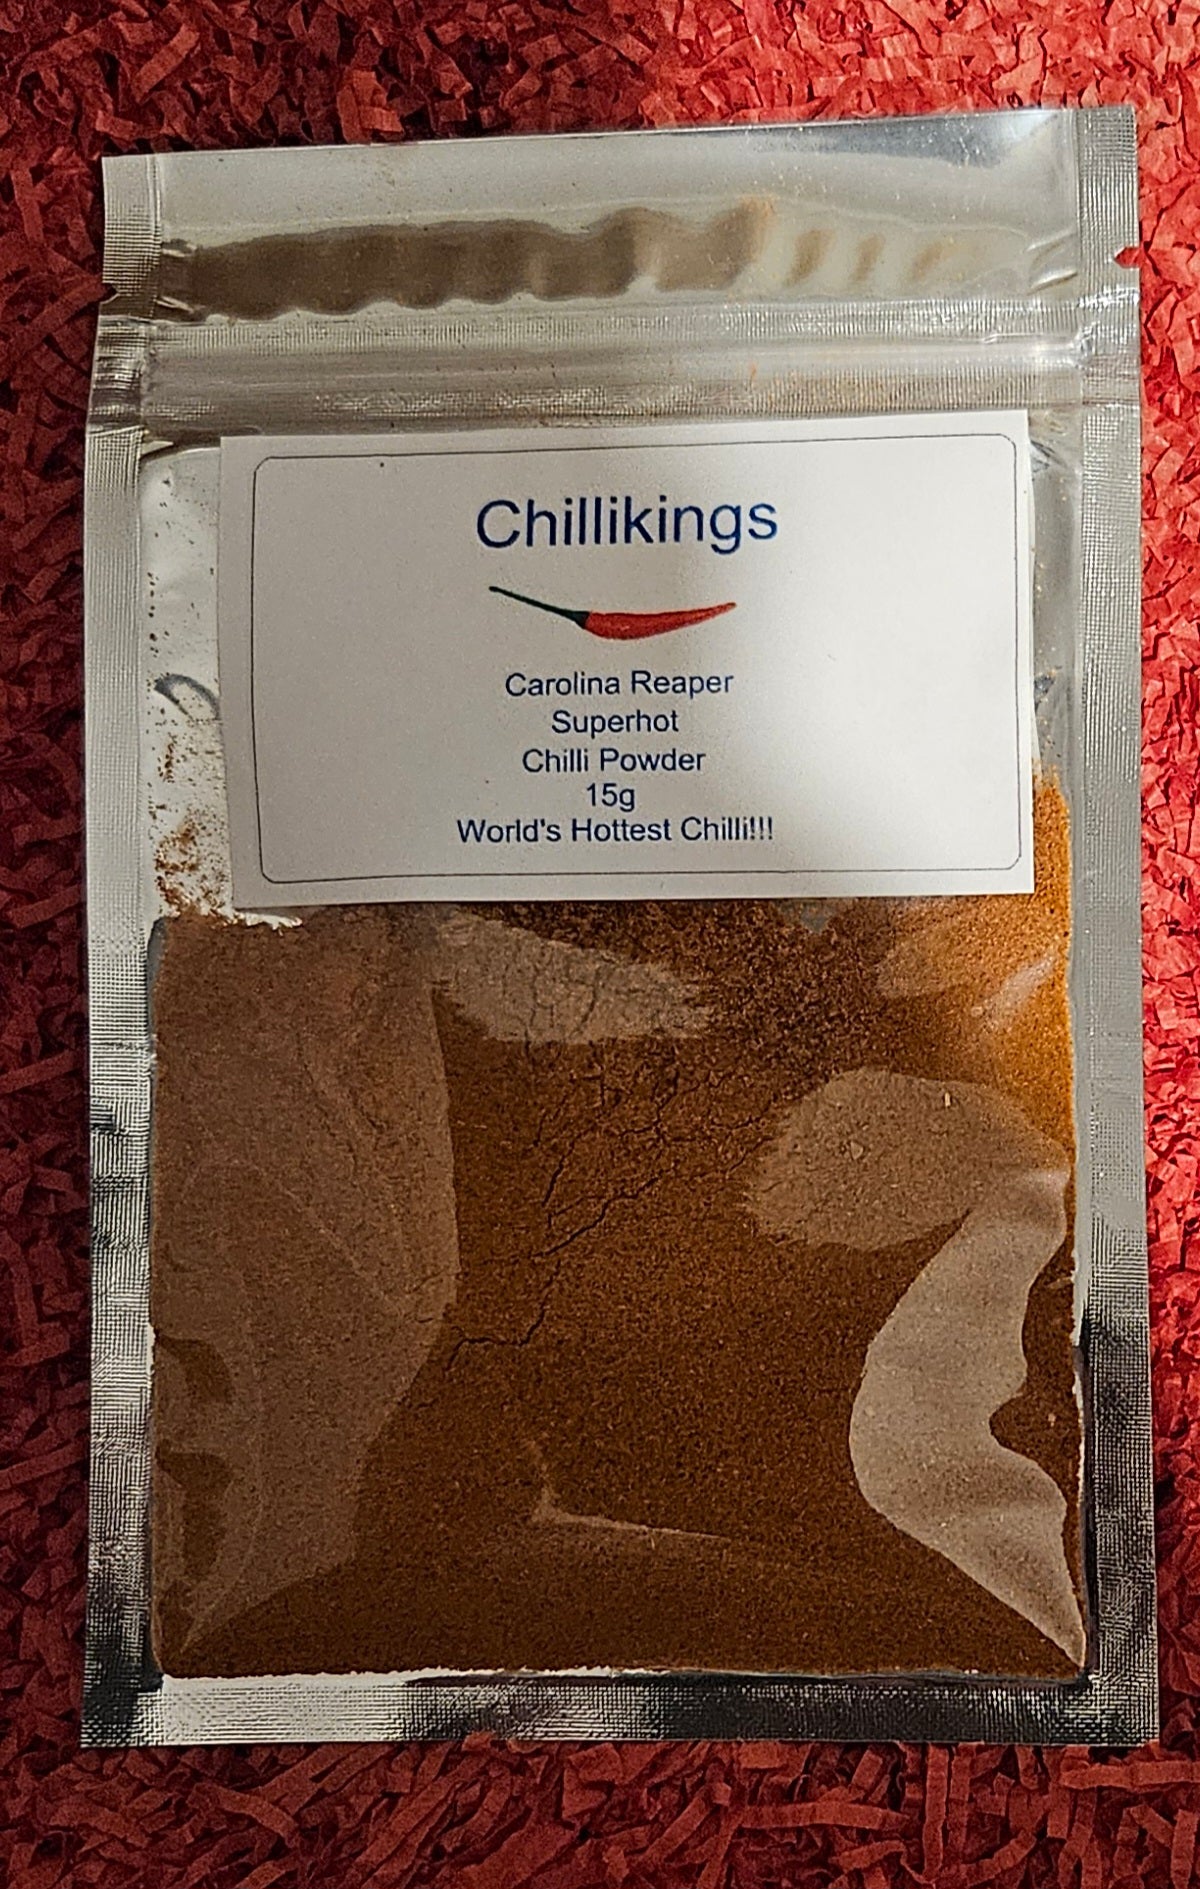 Chillikings
Carolina Reaper
Superhot
Chilli Powder
15g
World's Hottest Chilli!!!